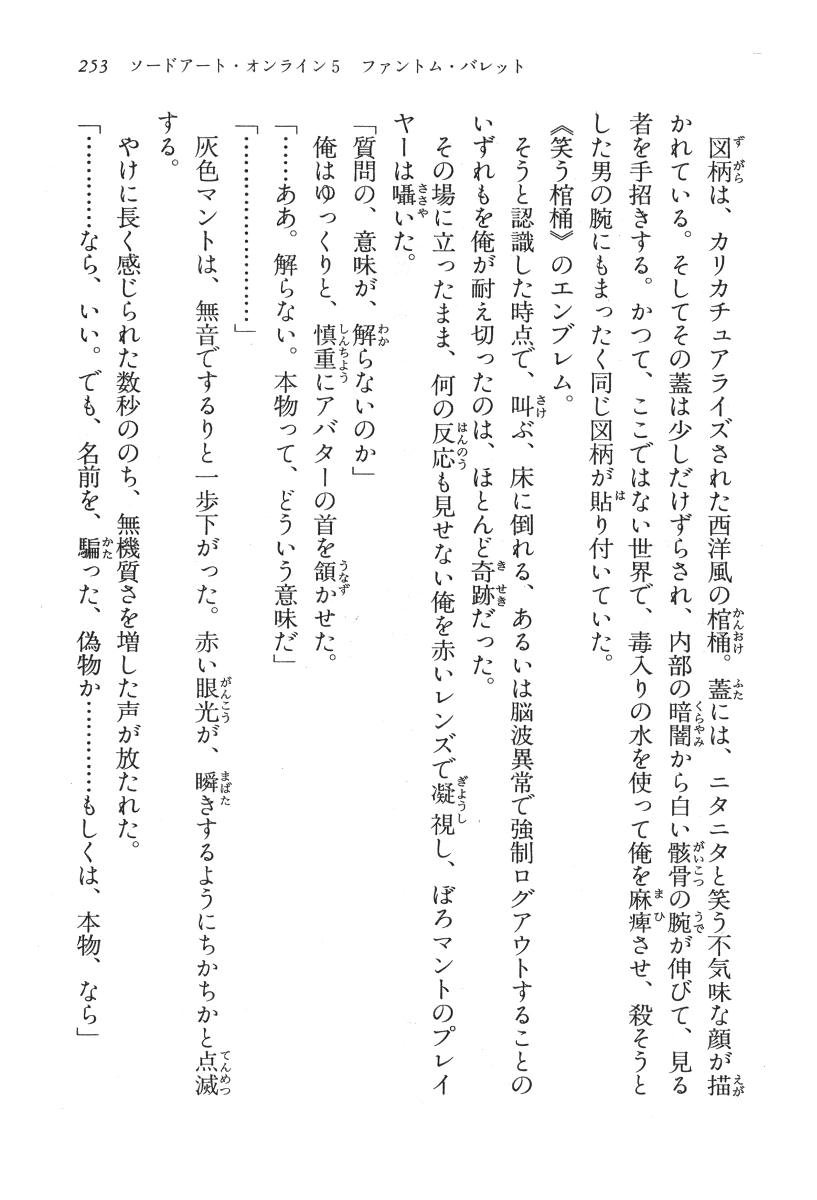 253 ソードアート・オンライン5 ファントム・バレット
図柄は、カリカチュアライズされた西洋風の棺桶。蓋には、ニタニタと笑う不気味な顔が描
かれている。そしてその蓋は少しだけずらされ、内部の暗闇から白い骸骨の腕が伸びて、見る
者を手招きする。かつて、ここではない世界で、毒入りの水を使って俺を麻痺させ、殺そうと
した男の腕にもまったく同じ図柄が貼り付いていた。
《笑う棺桶》のエンブレム。
そうと認識した時点で、叫ぶ、床に倒れる、あるいは脳波異常で強制ログアウトすることの
いずれもを俺が耐え切ったのは、ほとんど奇跡だった。
その場に立ったまま、何の反応も見せない俺を赤いレンズで凝視し、ぼろマントのプレイ
ヤーは囁いた。
「質問の、意味が、解らないのか」
俺はゆっくりと、慎重にアバターの首を頷かせた。
「……ああ。解らない。本物って、どういう意味だ」
「……………………」
灰色マントは、無音でするりと一歩下がった。赤い眼光が、瞬きするようにちかちかと点滅
する。
やけに長く感じられた数秒ののち、無機質さを増した声が放たれた。
「…………なら、いい。でも、名前を、騙った、偽物か…………もしくは、本物、なら」